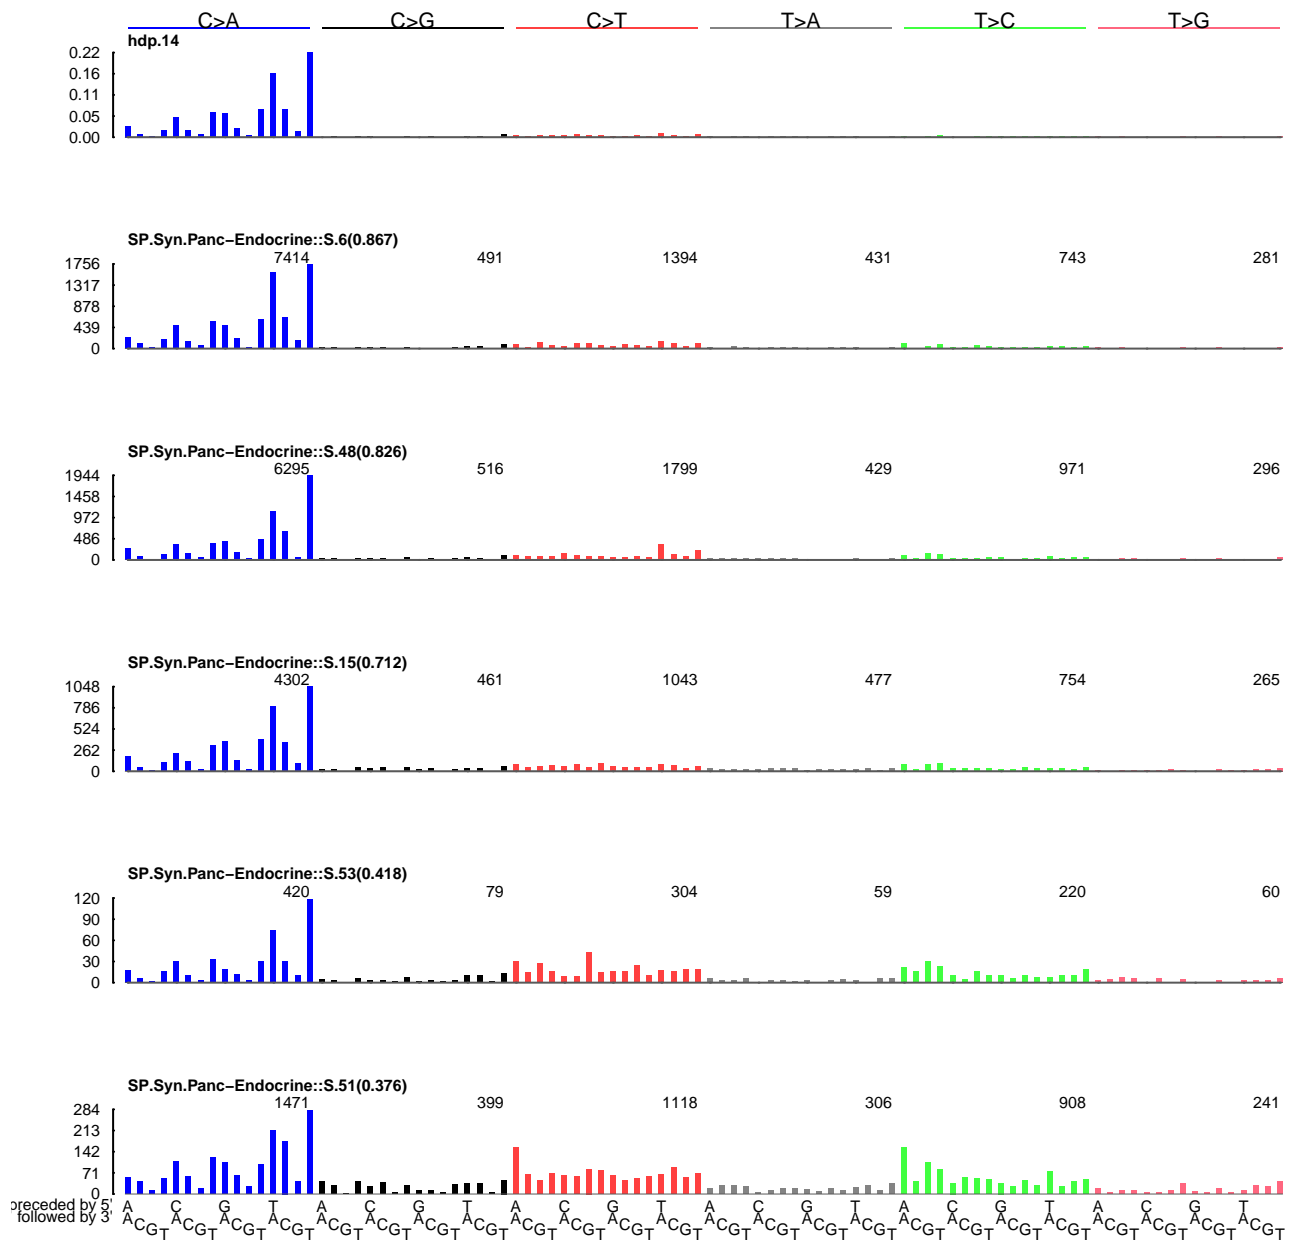 C>A C>G C>T T>A T>C T>G
hdp.14
0.22
0.16
0.11
0.05
0.00
SP.Syn.Panc−Endocrine::S.6(0.867)
7414 491 1394 431 743 281
1756
1317
878
439
0
SP.Syn.Panc−Endocrine::S.48(0.826)
6295 516 1799 429 971 296
1944
1458
972
486
0
SP.Syn.Panc−Endocrine::S.15(0.712)
4302 461 1043 477 754 265
1048
786
524
262
0
SP.Syn.Panc−Endocrine::S.53(0.418)
420 79 304 59 220 60
120
90
60
30
0
SP.Syn.Panc−Endocrine::S.51(0.376)
1471 399 1118 306 908 241
284
213
142
71
0
preceded by 5' A C G T A C G T A C G T A C G T A C G T A C G T
followed by 3' A C G T A C G T A C G T A C G T A C G T A C G T A C G T A C G T A C G T A C G T A C G T A C G T A C G T A C G T A C G T A C G T A C G T A C G T A C G T A C G T A C G T A C G T A C G T A C G T